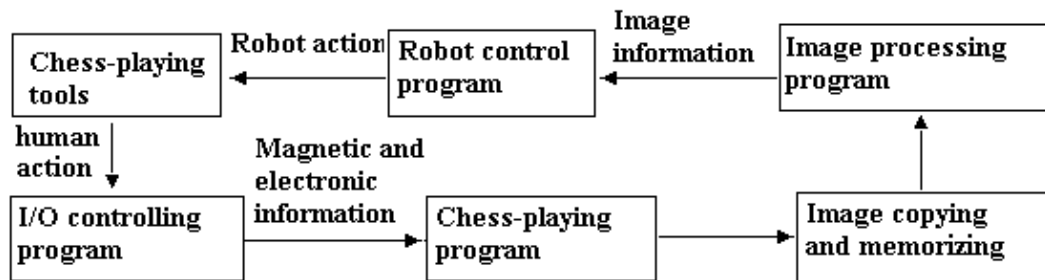 Image
information
Robot action
Chess-playing
tools
Robot control
program
Image processing
program
human
action
Magnetic and
electronic
information
I/O controlling
program
Chess-playing
program
Image copying
and memorizing